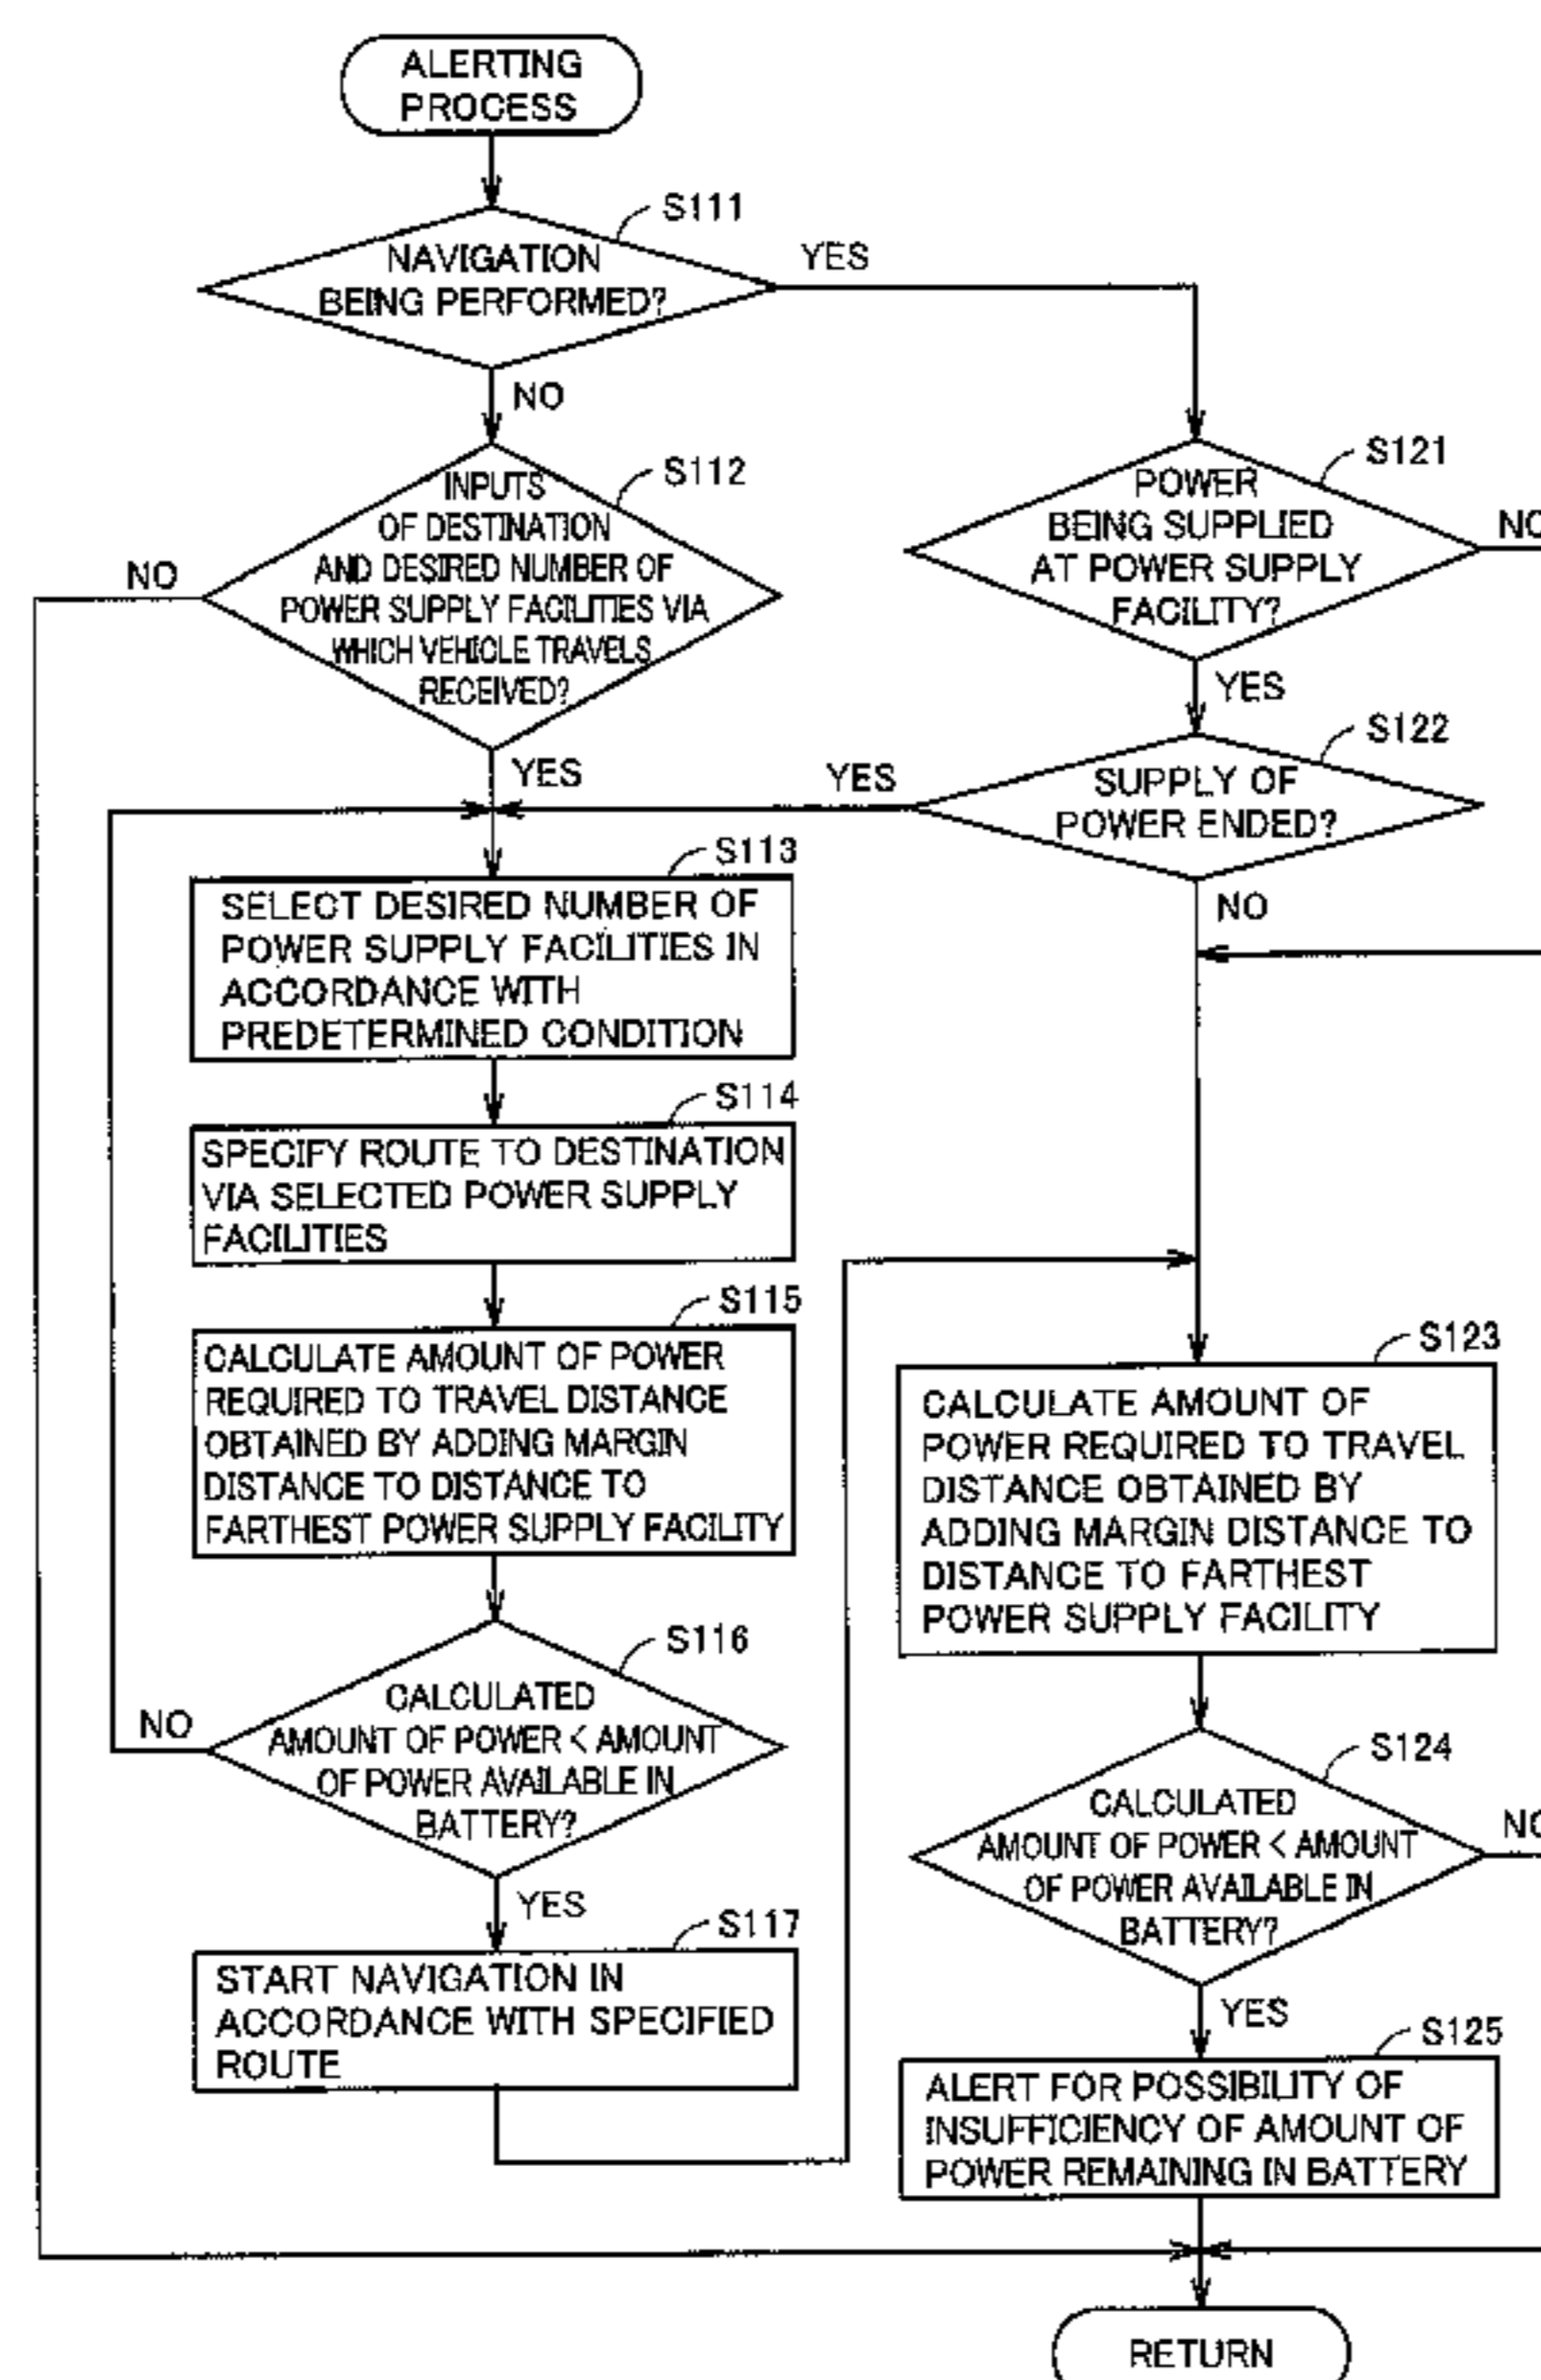 ALERTING
PROCESS
S111
NAVIGATION
BEING PERFORMED?
YES
NO
S112
INPUTS
OF DESTINATION
AND DESIRED NUMBER OF
POWER SUPPLY FACILITIES VIA
WHICH VEHICLE TRAVELS
RECEIVED?
NO
YES
S121
POWER
BEING SUPPLIED
AT POWER SUPPLY
FACILITY?
NO
YES
S122
SUPPLY OF
POWER ENDED?
YES
NO
S113
SELECT DESIRED NUMBER OF
POWER SUPPLY FACILITIES IN
ACCORDANCE WITH
PREDETERMINED CONDITION
S114
SPECIFY ROUTE TO DESTINATION
VIA SELECTED POWER SUPPLY
FACILITIES
S115
CALCULATE AMOUNT OF POWER
REQUIRED TO TRAVEL DISTANCE
OBTAINED BY ADDING MARGIN
DISTANCE TO DISTANCE TO
FARTHEST POWER SUPPLY FACILITY
S116
CALCULATED
AMOUNT OF POWER < AMOUNT
OF POWER AVAILABLE IN
BATTERY?
NO
YES
S117
START NAVIGATION IN
ACCORDANCE WITH SPECIFIED
ROUTE
S123
CALCULATE AMOUNT OF
POWER REQUIRED TO TRAVEL
DISTANCE OBTAINED BY
ADDING MARGIN DISTANCE TO
DISTANCE TO FARTHEST
POWER SUPPLY FACILITY
S124
CALCULATED
AMOUNT OF POWER < AMOUNT
OF POWER AVAILABLE IN
BATTERY?
NO
YES
S125
ALERT FOR POSSIBILITY OF
INSUFFICIENCY OF AMOUNT OF
POWER REMAINING IN BATTERY
RETURN